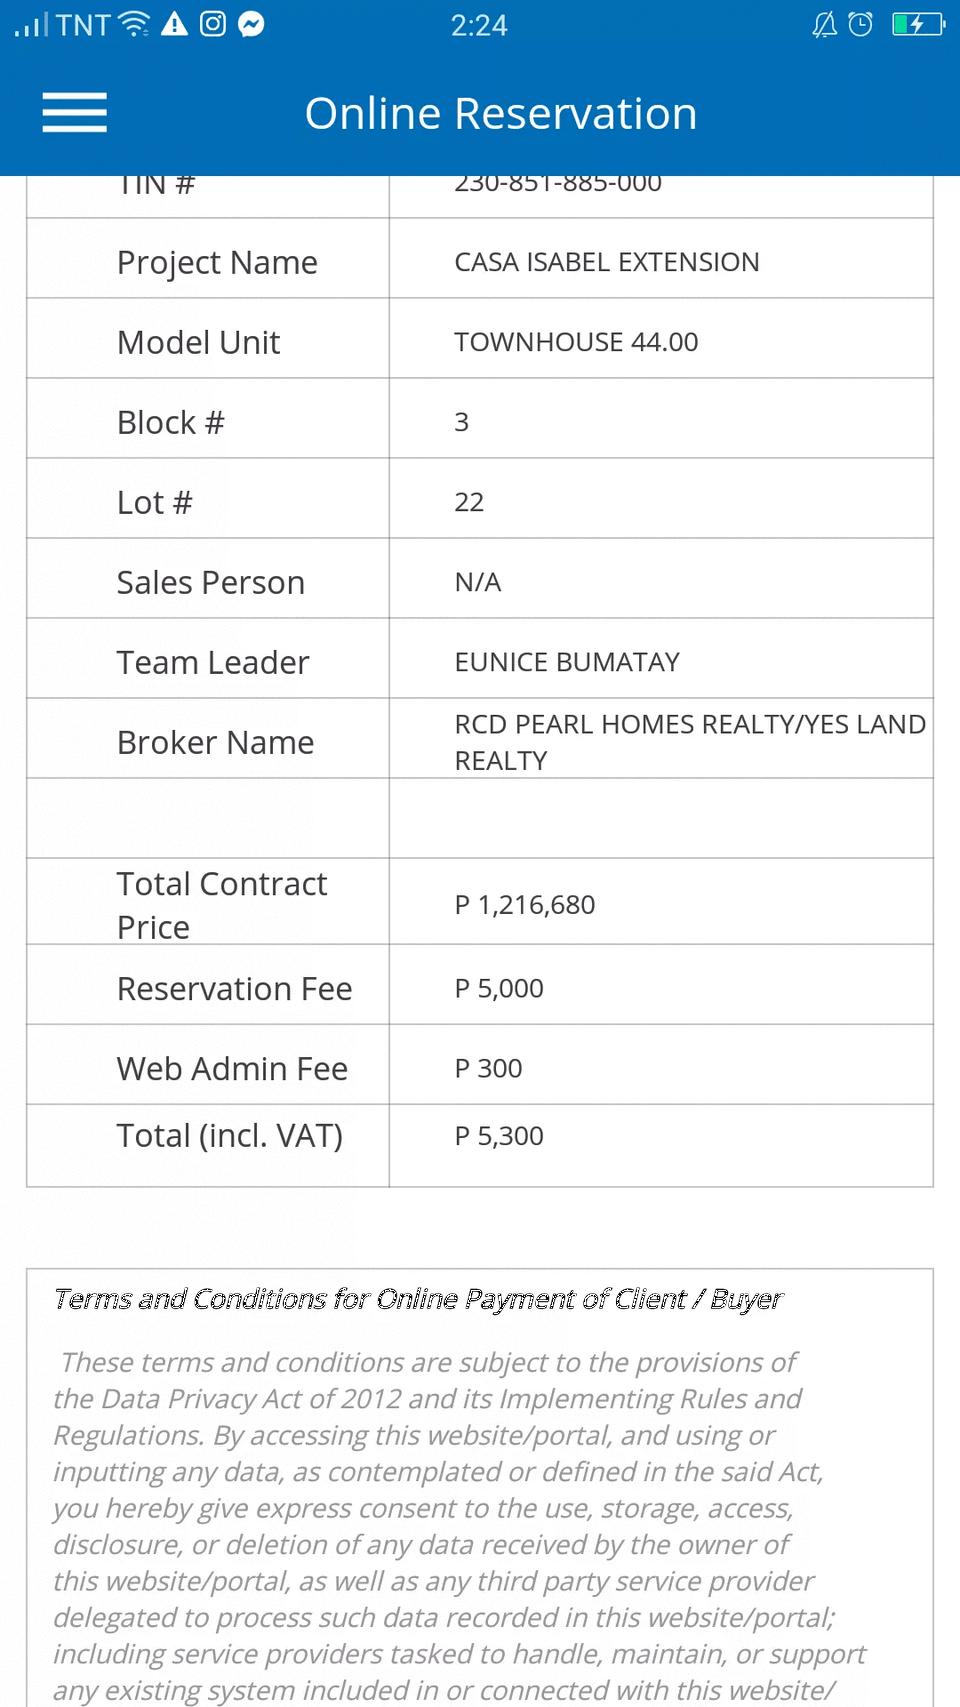 TNT 2:24
Online Reservation
TIN # 230-851-885-000
Project Name CASA ISABEL EXTENSION
Model Unit TOWNHOUSE 44.00
Block # 3
Lot # 22
Sales Person N/A
Team Leader EUNICE BUMATAY
Broker Name RCD PEARL HOMES REALTY/YES LAND
REALTY
Total Contract
Price P 1,216,680
Reservation Fee P 5,000
Web Admin Fee P 300
Total (incl. VAT) P 5,300
Terms and Conditions for Online Payment of Client / Buyer
These terms and conditions are subject to the provisions of
the Data Privacy Act of 2012 and its Implementing Rules and
Regulations. By accessing this website/portal, and using or
inputting any data, as contemplated or defined in the said Act,
you hereby give express consent to the use, storage, access,
disclosure, or deletion of any data received by the owner of
this website/portal, as well as any third party service provider
delegated to process such data recorded in this website/portal;
including service providers tasked to handle, maintain, or support
any existing system included in or connected with this website/